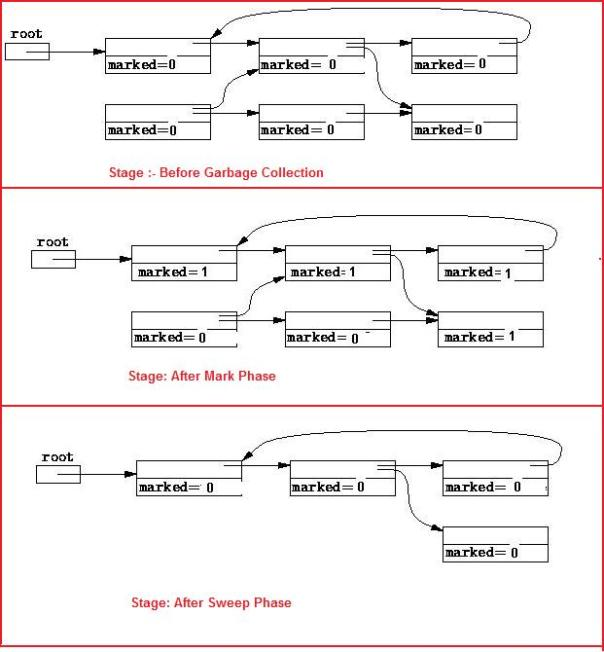 root
marked=0 marked= 0 marked= 0
marked=0 marked=0 marked=0
Stage :- Before Garbage Collection
root
marked=1 marked=1 marked=1
marked= 0 marked= 0 marked= 1
Stage: After Mark Phase
root
marked= 0 marked= 0 marked= 0
marked= 0
Stage: After Sweep Phase